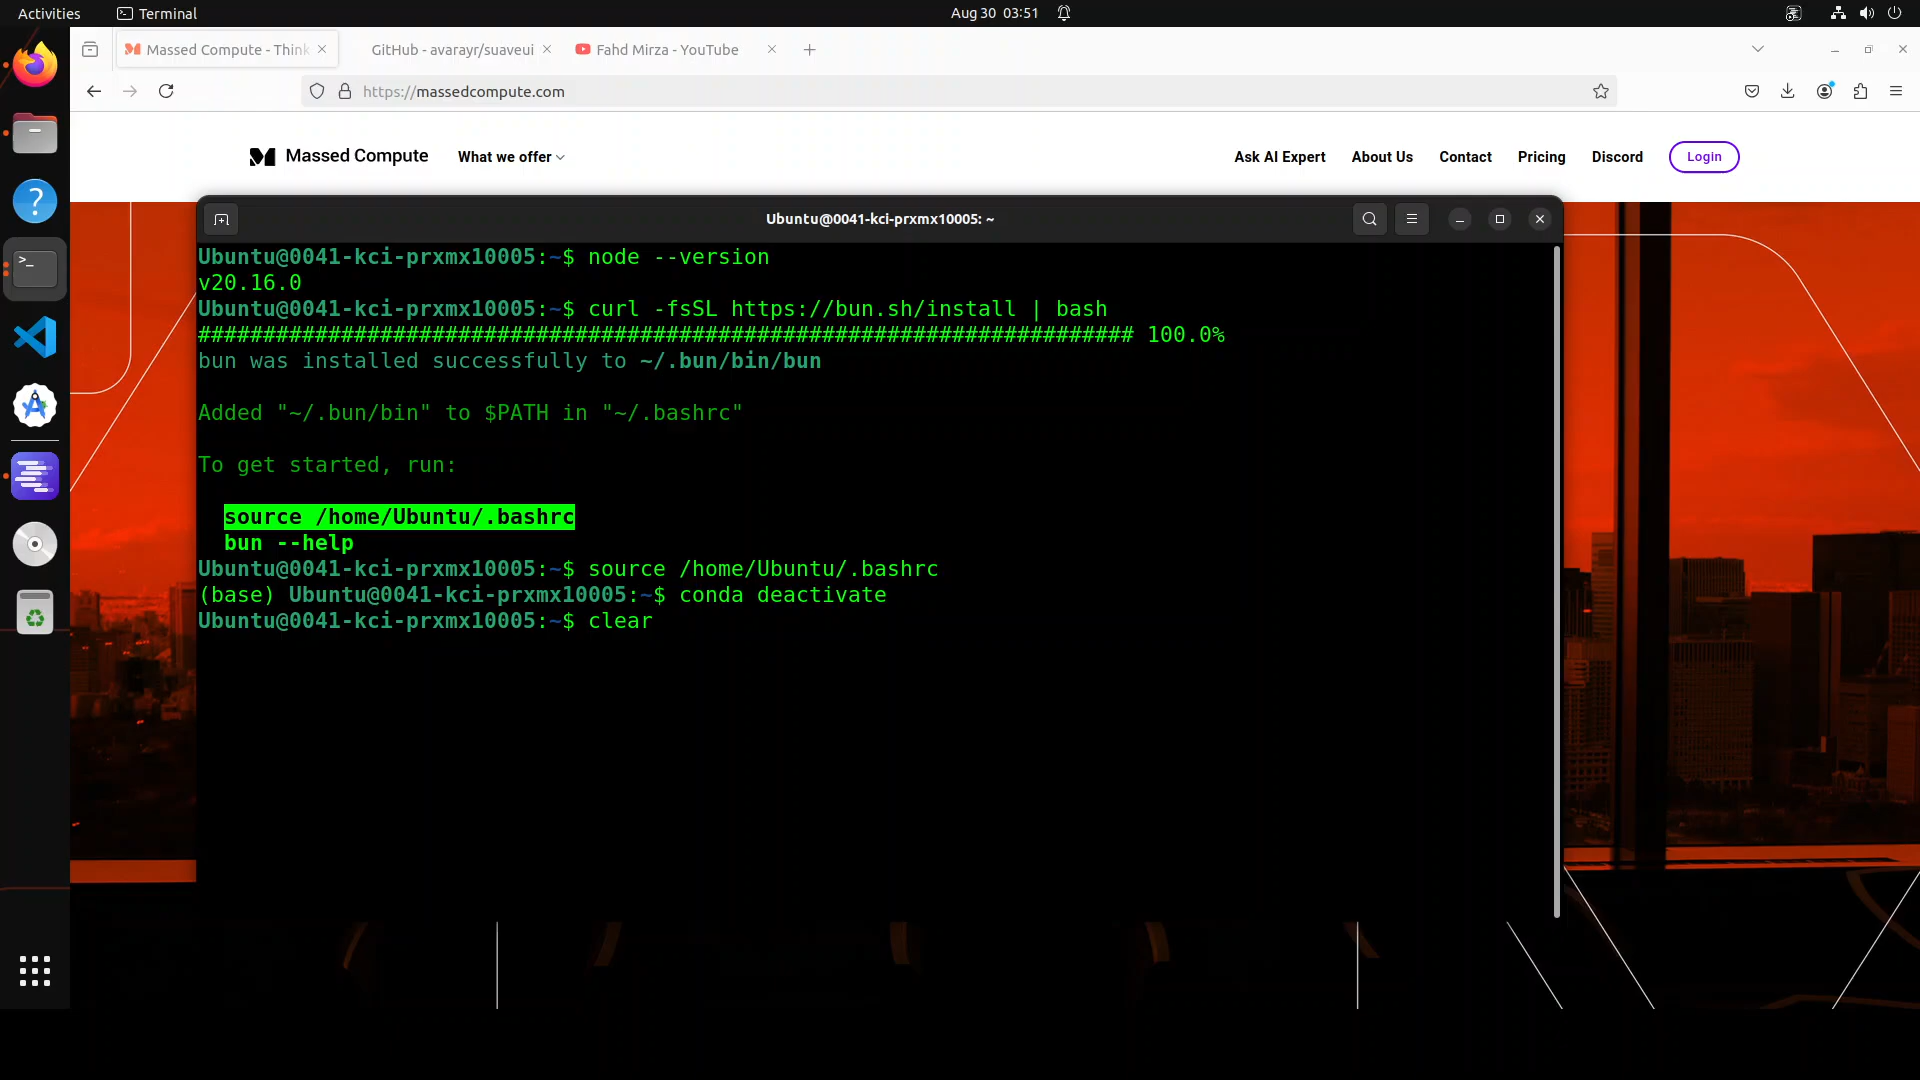 Activities
Terminal
Aug 30 03:51
Massed Compute - Think
GitHub - avarayr/suaveui
Fahd Mirza - YouTube
https://massedcompute.com
Massed Compute
What we offer
Ask AI Expert
About Us
Contact
Pricing
Discord
Login
Ubuntu@0041-kci-prxmx10005: ~
Ubuntu@0041-kci-prxmx10005:~$ node --version
v20.16.0
Ubuntu@0041-kci-prxmx10005:~$ curl -fsSL https://bun.sh/install | bash
######################################################################## 100.0%
bun was installed successfully to ~/.bun/bin/bun
Added "~/.bun/bin" to $PATH in "~/.bashrc"
To get started, run:
source /home/Ubuntu/.bashrc
bun --help
Ubuntu@0041-kci-prxmx10005:~$ source /home/Ubuntu/.bashrc
(base) Ubuntu@0041-kci-prxmx10005:~$ conda deactivate
Ubuntu@0041-kci-prxmx10005:~$ clear